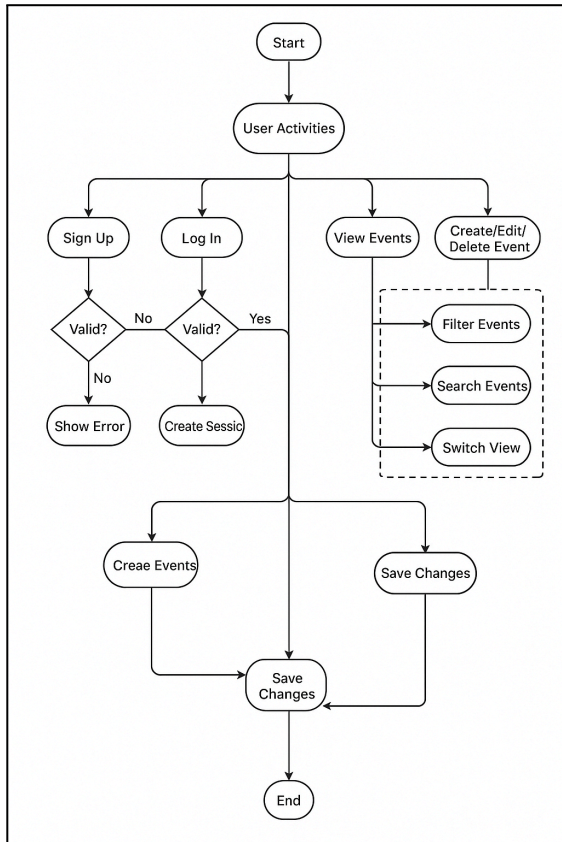 Start
User Activities
Sign Up
Log In
View Events
Create/Edit/
Delete Event
Valid?
No
Valid?
Yes
Filter Events
No
Search Events
Show Error
Create Sessic
Switch View
Creae Events
Save Changes
Save
Changes
End